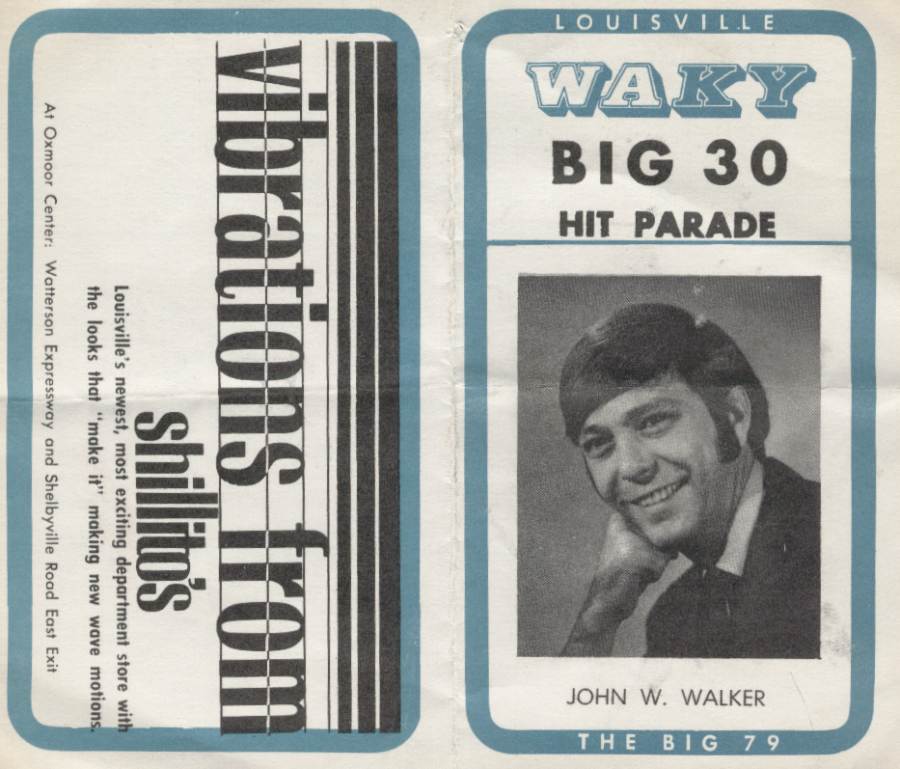 vibrations from
shillito's
Louisville's newest, most exciting department store with
the looks that "make it" making new wave motions.
At Oxmoor Center: Watterson Expressway and Shelbyville Road East Exit
LOUISVILLE
WAKY
BIG 30
HIT PARADE
JOHN W. WALKER
THE BIG 79